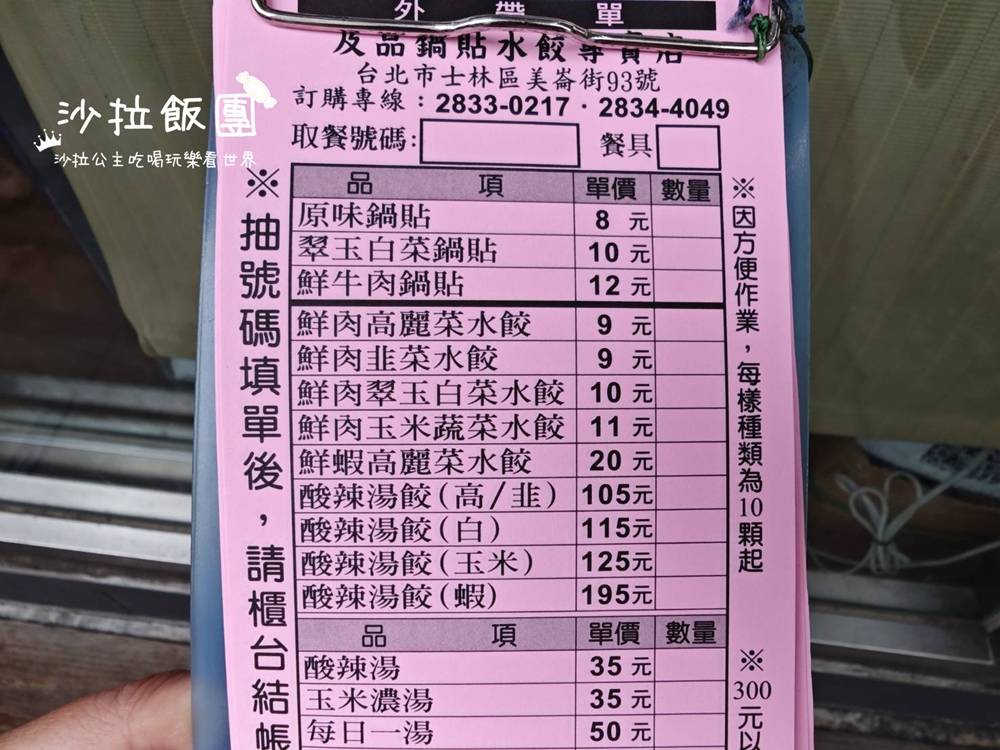 外帶單
及品鍋貼水餃專賣店
台北市士林區美崙街93號
訂購專線：2833-0217．2834-4049
取餐號碼：
餐具
品項 單價 數量
原味鍋貼 8 元
翠玉白菜鍋貼 10 元
鮮牛肉鍋貼 12 元
鮮肉高麗菜水餃 9 元
鮮肉韭菜水餃 9 元
鮮肉翠玉白菜水餃 10 元
鮮肉玉米蔬菜水餃 11 元
鮮蝦高麗菜水餃 20 元
酸辣湯餃(高/韭) 105元
酸辣湯餃(白) 115元
酸辣湯餃(玉米) 125元
酸辣湯餃(蝦) 195元
品項 單價 數量
酸辣湯 35 元
玉米濃湯 35 元
每日一湯 50 元
※抽號碼填單後，請櫃台結帳
※因方便作業，每樣種類為10顆起
※300元以
沙拉飯團
沙拉公主吃喝玩樂看世界